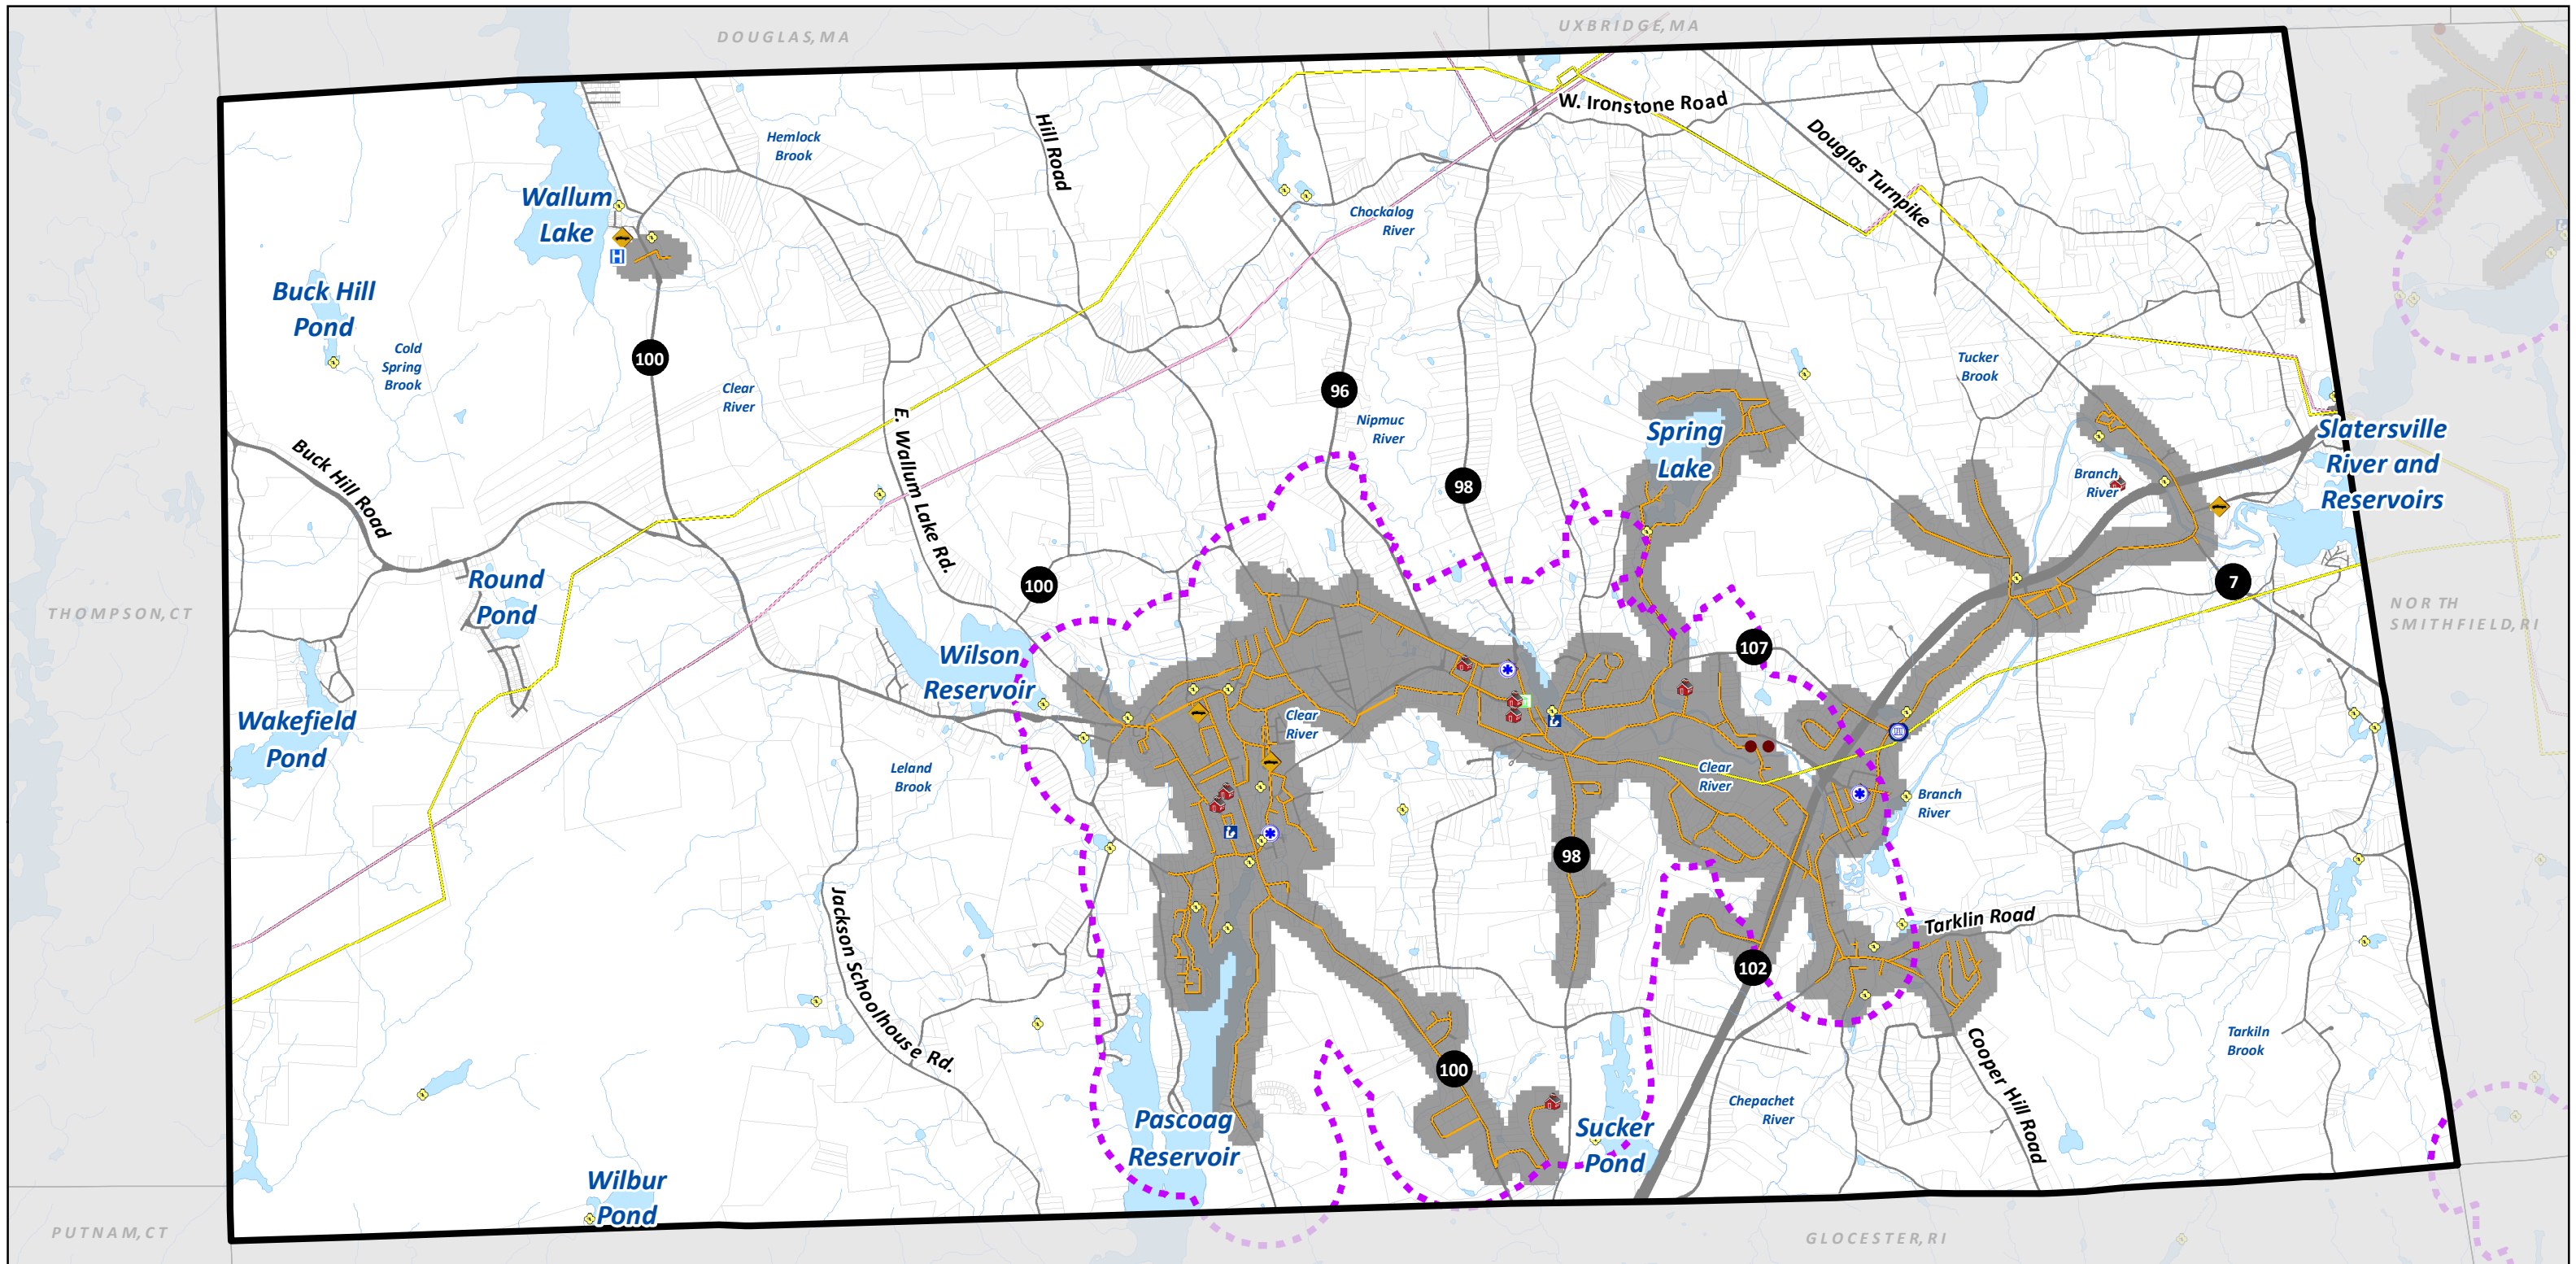 DOUGLAS, MA
UXBRIDGE, MA
W. Ironstone Road
Hemlock
Brook
Hill Road
Douglas Turnpike
Wallum
Lake
Chockalog
River
H
Buck Hill
Pond
Cold
Spring
Brook
100
Clear
River
96
Tucker
Brook
E. Wallum Lake Rd.
Nipmuc
River
Spring
Lake
Slatersville
River and
Reservoirs
Buck Hill Road
98
Branch
River
Round
Pond
100
7
THOMPSON, CT
NORTH
SMITHFIELD, RI
Wilson
Reservoir
107
Wakefield
Pond
Clear
River
Leland
Brook
Clear
River
Branch
River
98
Jackson Schoolhouse Rd.
Tarklin Road
102
Cooper Hill Road
Tarkiln
Brook
100
Chepachet
River
Pascoag
Reservoir
Sucker
Pond
Wilbur
Pond
PUTNAM, CT
GLOCESTER, RI